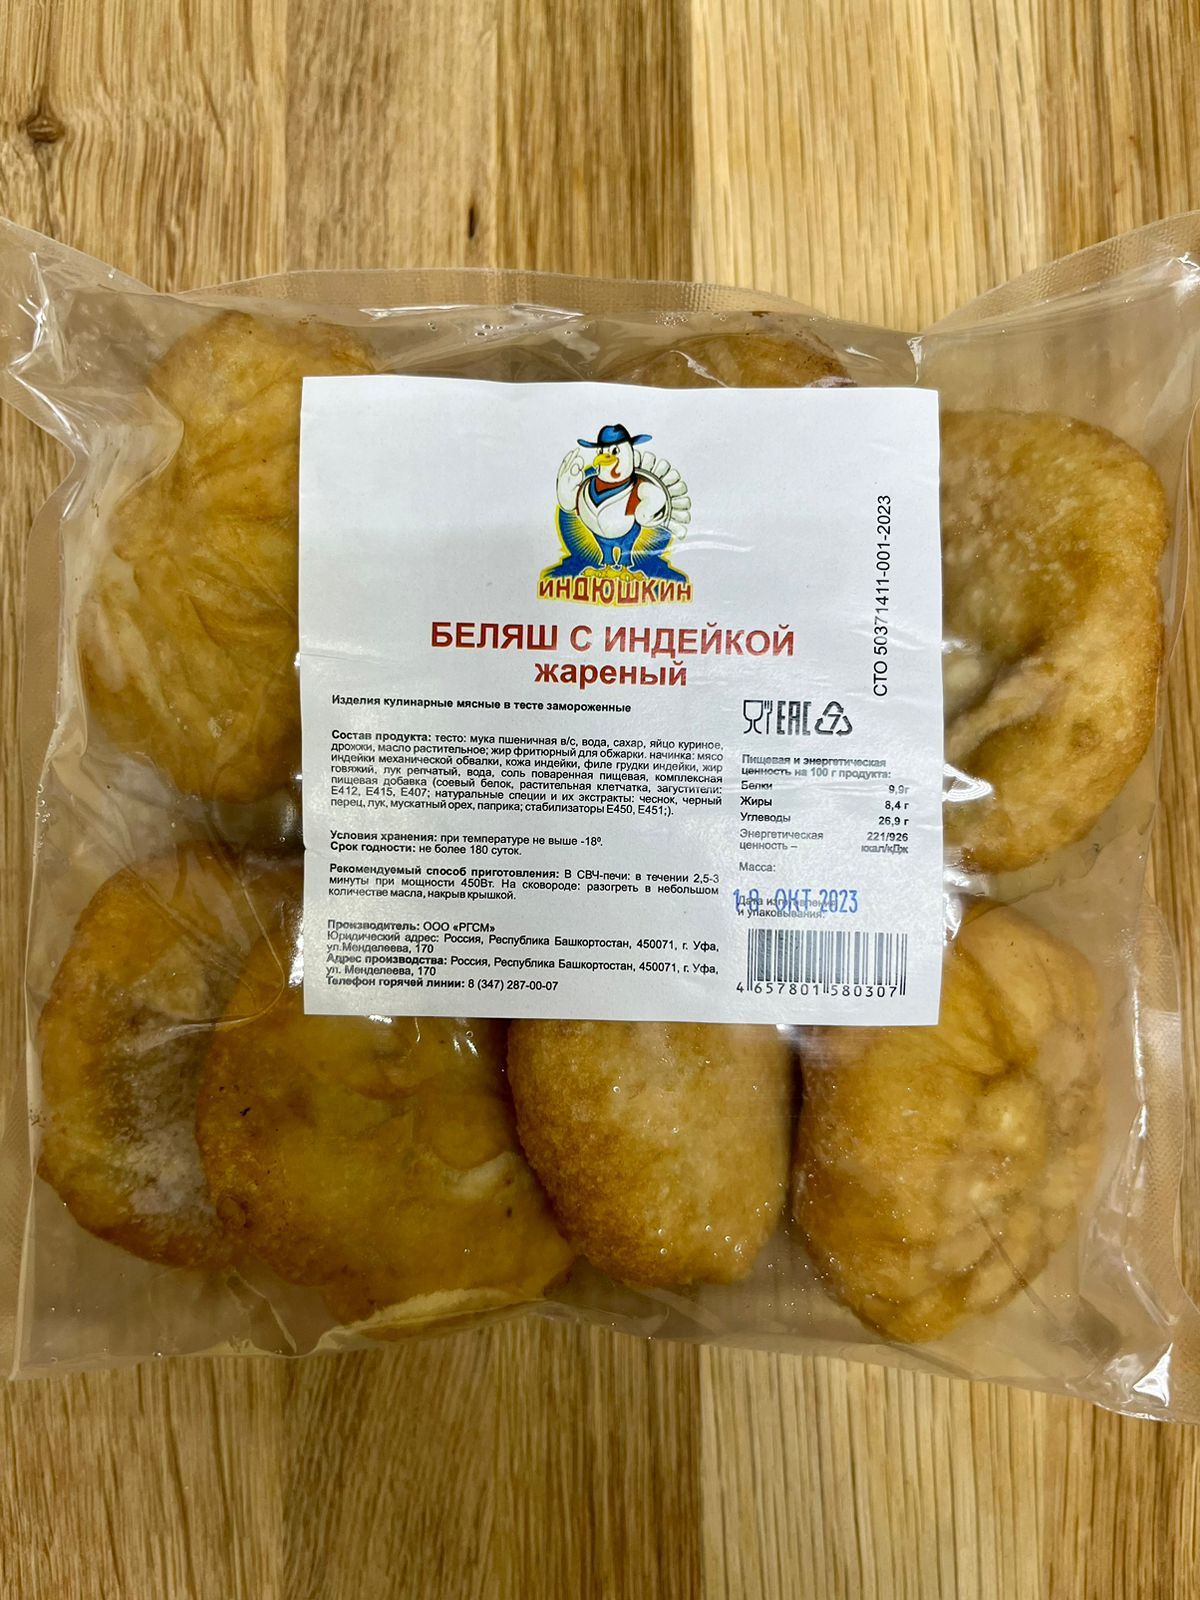 ИНДЮШКИН
БЕЛЯШ С ИНДЕЙКОЙ
жареный
Изделия кулинарные мясные в тесте замороженные
Состав продукта: тесто: мука пшеничная в/с, вода, сахар, яйцо куриное,
дрожжи, масло растительное; жир фритюрный для обжарки. начинка: мясо
индейки механической обвалки, кожа индейки, филе грудки индейки, жир
говяжий, лук репчатый, вода, соль поваренная пищевая, комплексная
пищевая добавка (соевый белок, растительная клетчатка, загустители:
Е412, Е415, Е407; натуральные специи и их экстракты: чеснок, черный
перец, лук, мускатный орех, паприка; стабилизаторы Е450, Е451;).
Условия хранения: при температуре не выше -18º.
Срок годности: не более 180 суток.
Рекомендуемый способ приготовления: В СВЧ-печи: в течении 2,5-3
минуты при мощности 450Вт. На сковороде: разогреть в небольшом
количестве масла, накрыв крышкой.
Производитель: ООО «РГСМ»
Юридический адрес: Россия, Республика Башкортостан, 450071, г. Уфа,
ул.Менделеева, 170
Адрес производства: Россия, Республика Башкортостан, 450071, г. Уфа,
ул. Менделеева, 170
Телефон горячей линии: 8 (347) 287-00-07
СТО 50371411-001-2023
EAC 7
Пищевая и энергетическая
ценность на 100 г продукта:
Белки 9,9г
Жиры 8,4 г
Углеводы 26,9 г
Энергетическая 221/926
ценность – ккал/кДж
Масса:
Дата изготовления
и упаковывания:
18 ОКТ 2023
4 657801 580307